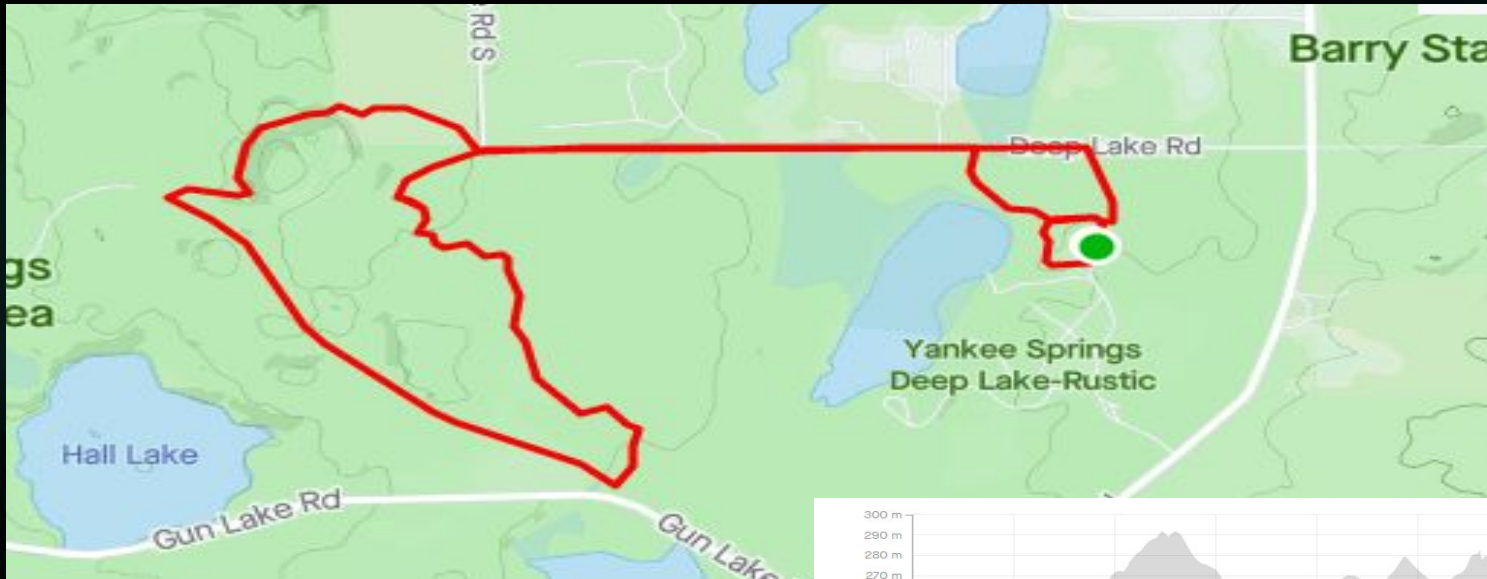 e Rd S
Barry Sta
Deep Lake Rd
gs
ea
Yankee Springs
Deep Lake-Rustic
Hall Lake
Gun Lake Rd
Gun Lake
300 m
290 m
280 m
270 m